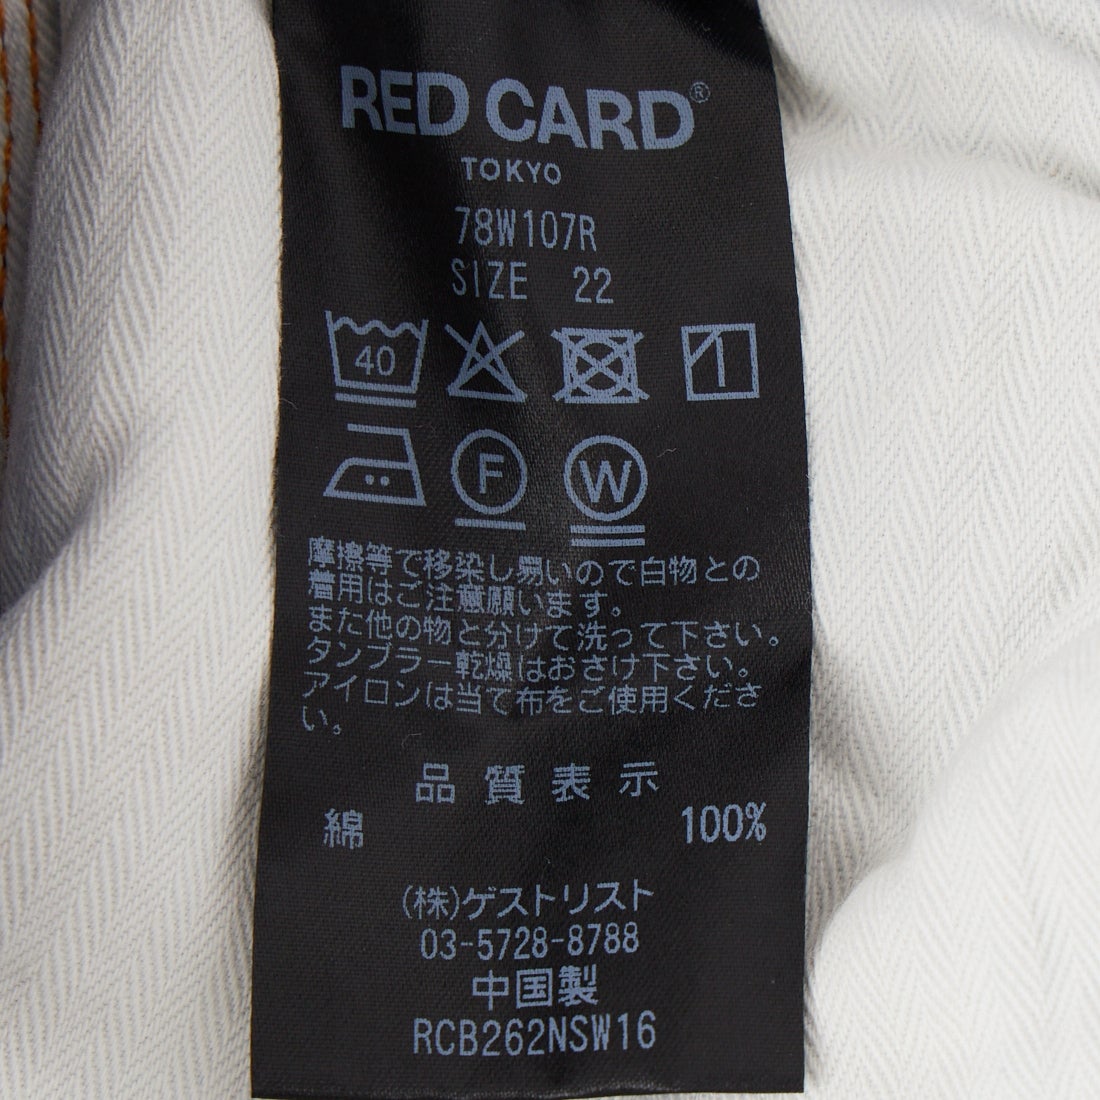 RED CARD®
TOKYO
78W107R
SIZE 22
40
F W
摩擦等で移染し易いので白物との
着用はご注意願います。
また他の物と分けて洗って下さい。
タンブラー乾燥はおさけ下さい。
アイロンは当て布をご使用くださ
い。
品質表示
綿 100%
(株)ゲストリスト
03-5728-8788
中国製
RCB262NSW16